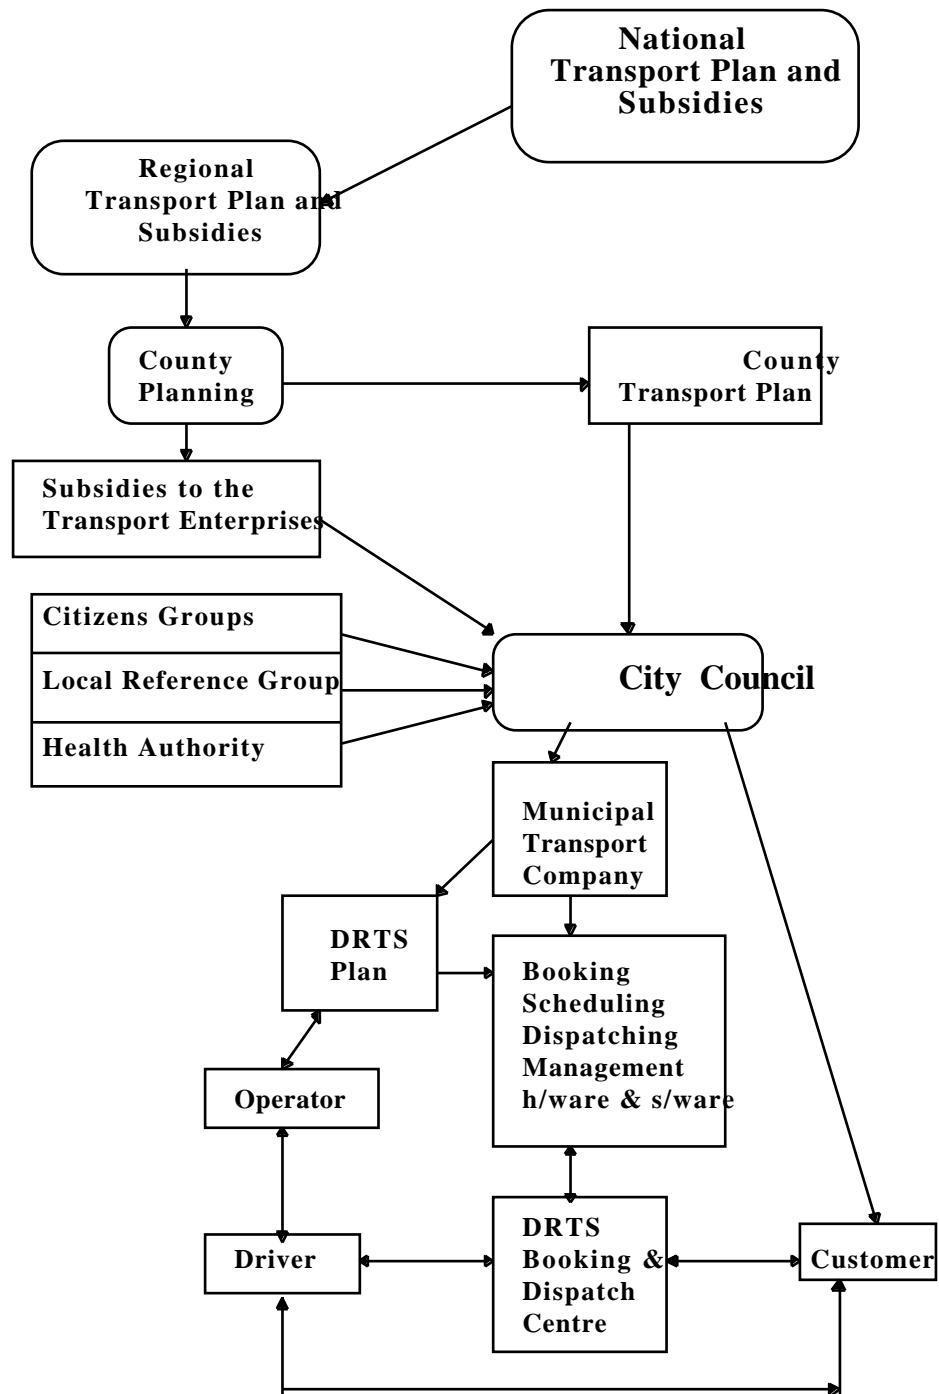 National
Transport Plan and
Subsidies
Regional
Transport Plan and
Subsidies
County
Planning
County
Transport Plan
Subsidies to the
Transport Enterprises
Citizens Groups
Local Reference Group
Health Authority
City Council
Municipal
Transport
Company
DRTS
Plan
Booking
Scheduling
Dispatching
Management
h/ware & s/ware
Operator
Driver
DRTS
Booking &
Dispatch
Centre
Customer